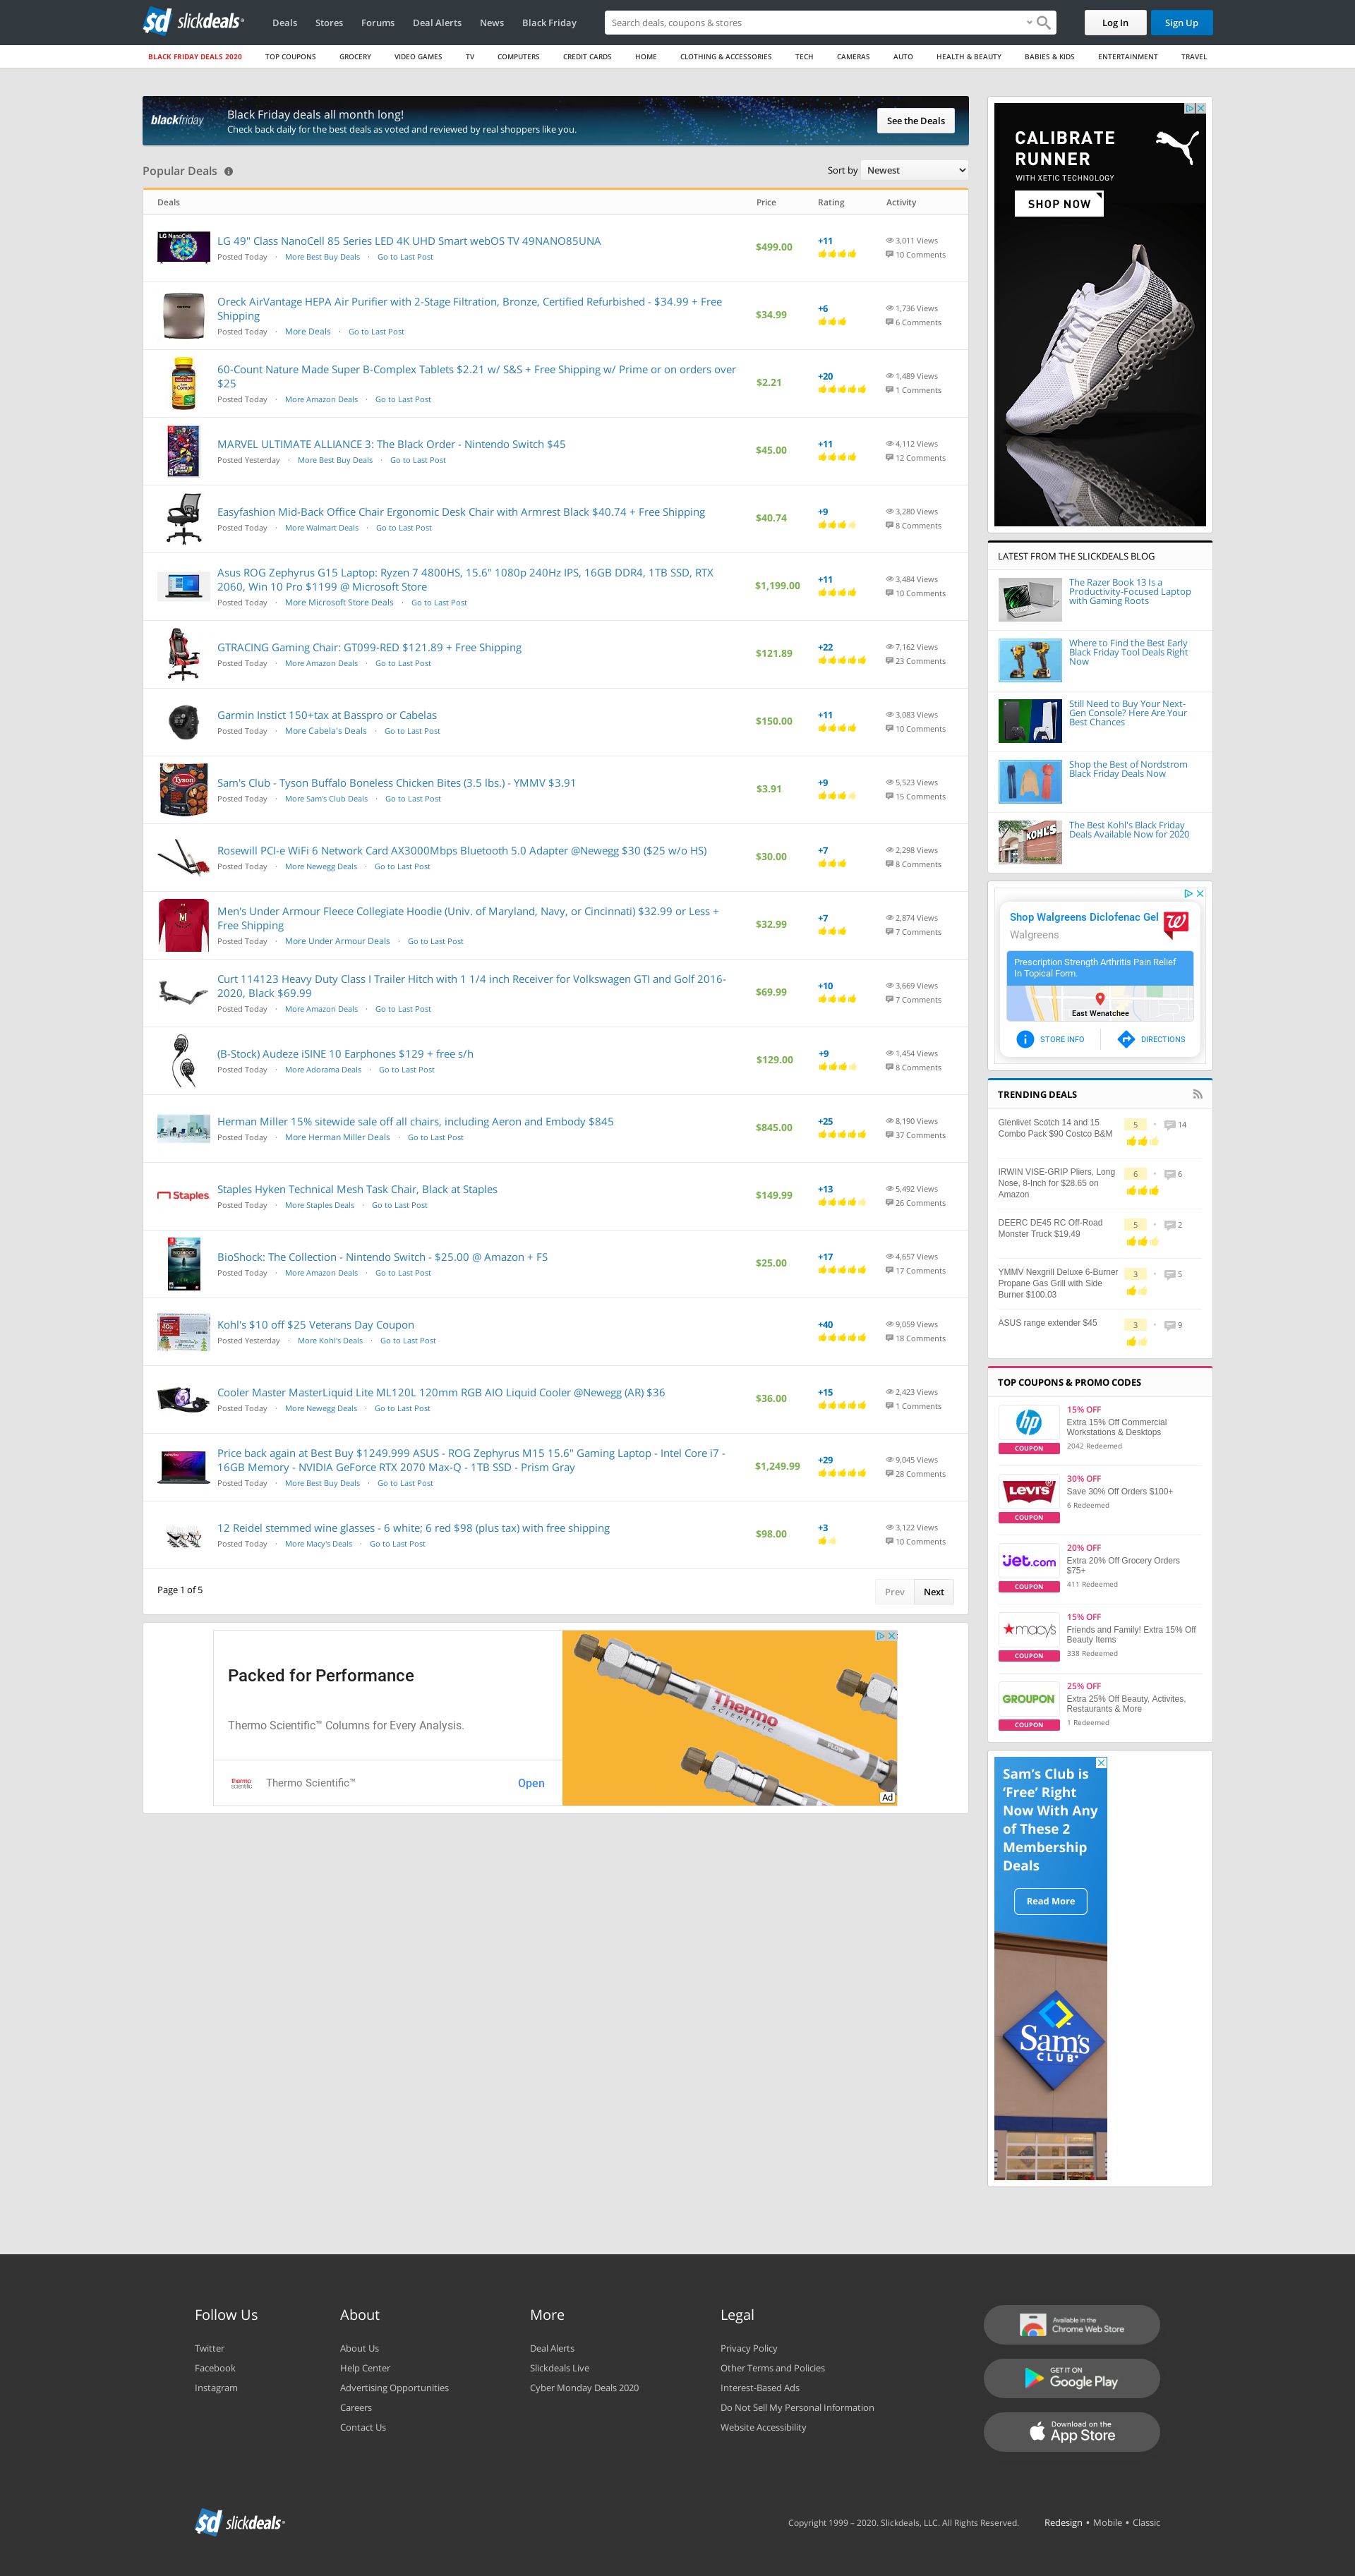 slickdeals
Deals Stores Forums Deal Alerts News Black Friday
Search deals, coupons & stores
Log In Sign Up
BLACK FRIDAY DEALS 2020 TOP COUPONS GROCERY VIDEO GAMES TV COMPUTERS CREDIT CARDS HOME CLOTHING & ACCESSORIES TECH CAMERAS AUTO HEALTH & BEAUTY BABIES & KIDS ENTERTAINMENT TRAVEL
blackfriday
Black Friday deals all month long!
Check back daily for the best deals as voted and reviewed by real shoppers like you.
See the Deals
Popular Deals
Sort by Newest
Deals Price Rating Activity
LG 49" Class NanoCell 85 Series LED 4K UHD Smart webOS TV 49NANO85UNA
Posted Today · More Best Buy Deals · Go to Last Post
$499.00 +11 3,011 Views
10 Comments
Oreck AirVantage HEPA Air Purifier with 2-Stage Filtration, Bronze, Certified Refurbished - $34.99 + Free
Shipping
Posted Today · More Deals · Go to Last Post
$34.99 +6 1,736 Views
6 Comments
60-Count Nature Made Super B-Complex Tablets $2.21 w/ S&S + Free Shipping w/ Prime or on orders over
$25
Posted Today · More Amazon Deals · Go to Last Post
$2.21 +20 1,489 Views
1 Comments
MARVEL ULTIMATE ALLIANCE 3: The Black Order - Nintendo Switch $45
Posted Yesterday · More Best Buy Deals · Go to Last Post
$45.00 +11 4,112 Views
12 Comments
Easyfashion Mid-Back Office Chair Ergonomic Desk Chair with Armrest Black $40.74 + Free Shipping
Posted Today · More Walmart Deals · Go to Last Post
$40.74 +9 3,280 Views
8 Comments
Asus ROG Zephyrus G15 Laptop: Ryzen 7 4800HS, 15.6" 1080p 240Hz IPS, 16GB DDR4, 1TB SSD, RTX
2060, Win 10 Pro $1199 @ Microsoft Store
Posted Today · More Microsoft Store Deals · Go to Last Post
$1,199.00 +11 3,484 Views
10 Comments
GTRACING Gaming Chair: GT099-RED $121.89 + Free Shipping
Posted Today · More Amazon Deals · Go to Last Post
$121.89 +22 7,162 Views
23 Comments
Garmin Instict 150+tax at Basspro or Cabelas
Posted Today · More Cabela's Deals · Go to Last Post
$150.00 +11 3,083 Views
10 Comments
Sam's Club - Tyson Buffalo Boneless Chicken Bites (3.5 lbs.) - YMMV $3.91
Posted Today · More Sam's Club Deals · Go to Last Post
$3.91 +9 5,523 Views
15 Comments
Rosewill PCI-e WiFi 6 Network Card AX3000Mbps Bluetooth 5.0 Adapter @Newegg $30 ($25 w/o HS)
Posted Today · More Newegg Deals · Go to Last Post
$30.00 +7 2,298 Views
8 Comments
Men's Under Armour Fleece Collegiate Hoodie (Univ. of Maryland, Navy, or Cincinnati) $32.99 or Less +
Free Shipping
Posted Today · More Under Armour Deals · Go to Last Post
$32.99 +7 2,874 Views
7 Comments
Curt 114123 Heavy Duty Class I Trailer Hitch with 1 1/4 inch Receiver for Volkswagen GTI and Golf 2016-
2020, Black $69.99
Posted Today · More Amazon Deals · Go to Last Post
$69.99 +10 3,669 Views
7 Comments
(B-Stock) Audeze iSINE 10 Earphones $129 + free s/h
Posted Today · More Adorama Deals · Go to Last Post
$129.00 +9 1,454 Views
8 Comments
Herman Miller 15% sitewide sale off all chairs, including Aeron and Embody $845
Posted Today · More Herman Miller Deals · Go to Last Post
$845.00 +25 8,190 Views
37 Comments
Staples
Staples Hyken Technical Mesh Task Chair, Black at Staples
Posted Today · More Staples Deals · Go to Last Post
$149.99 +13 5,492 Views
26 Comments
BioShock: The Collection - Nintendo Switch - $25.00 @ Amazon + FS
Posted Today · More Amazon Deals · Go to Last Post
$25.00 +17 4,657 Views
17 Comments
Kohl's $10 off $25 Veterans Day Coupon
Posted Yesterday · More Kohl's Deals · Go to Last Post
+40 9,059 Views
18 Comments
Cooler Master MasterLiquid Lite ML120L 120mm RGB AIO Liquid Cooler @Newegg (AR) $36
Posted Today · More Newegg Deals · Go to Last Post
$36.00 +15 2,423 Views
1 Comments
Price back again at Best Buy $1249.999 ASUS - ROG Zephyrus M15 15.6" Gaming Laptop - Intel Core i7 -
16GB Memory - NVIDIA GeForce RTX 2070 Max-Q - 1TB SSD - Prism Gray
Posted Today · More Best Buy Deals · Go to Last Post
$1,249.99 +29 9,045 Views
28 Comments
12 Reidel stemmed wine glasses - 6 white; 6 red $98 (plus tax) with free shipping
Posted Today · More Macy's Deals · Go to Last Post
$98.00 +3 3,122 Views
10 Comments
Page 1 of 5 Prev Next
Packed for Performance
Thermo Scientific™ Columns for Every Analysis.
thermo
scientific
Thermo Scientific™ Open
Thermo
SCIENTIFIC
FLOW
Ad
CALIBRATE
RUNNER
WITH XETIC TECHNOLOGY
SHOP NOW
LATEST FROM THE SLICKDEALS BLOG
The Razer Book 13 Is a
Productivity-Focused Laptop
with Gaming Roots
Where to Find the Best Early
Black Friday Tool Deals Right
Now
Still Need to Buy Your Next-
Gen Console? Here Are Your
Best Chances
Shop the Best of Nordstrom
Black Friday Deals Now
KOHL'S
The Best Kohl's Black Friday
Deals Available Now for 2020
Shop Walgreens Diclofenac Gel
Walgreens
Prescription Strength Arthritis Pain Relief
In Topical Form.
East Wenatchee
STORE INFO DIRECTIONS
TRENDING DEALS
Glenlivet Scotch 14 and 15
Combo Pack $90 Costco B&M
5 • 14
IRWIN VISE-GRIP Pliers, Long
Nose, 8-Inch for $28.65 on
Amazon
6 • 6
DEERC DE45 RC Off-Road
Monster Truck $19.49
5 • 2
YMMV Nexgrill Deluxe 6-Burner
Propane Gas Grill with Side
Burner $100.03
3 • 5
ASUS range extender $45
3 • 9
TOP COUPONS & PROMO CODES
hp
COUPON
15% OFF
Extra 15% Off Commercial
Workstations & Desktops
2042 Redeemed
LEVI'S
COUPON
30% OFF
Save 30% Off Orders $100+
6 Redeemed
jet.com
COUPON
20% OFF
Extra 20% Off Grocery Orders
$75+
411 Redeemed
macy's
COUPON
15% OFF
Friends and Family! Extra 15% Off
Beauty Items
338 Redeemed
GROUPON
COUPON
25% OFF
Extra 25% Off Beauty, Activites,
Restaurants & More
1 Redeemed
Sam's Club is
'Free' Right
Now With Any
of These 2
Membership
Deals
Read More
Sam's
CLUB
Follow Us
Twitter
Facebook
Instagram
About
About Us
Help Center
Advertising Opportunities
Careers
Contact Us
More
Deal Alerts
Slickdeals Live
Cyber Monday Deals 2020
Legal
Privacy Policy
Other Terms and Policies
Interest-Based Ads
Do Not Sell My Personal Information
Website Accessibility
Available in the
Chrome Web Store
GET IT ON
Google Play
Download on the
App Store
slickdeals
Copyright 1999 – 2020. Slickdeals, LLC. All Rights Reserved. Redesign • Mobile • Classic